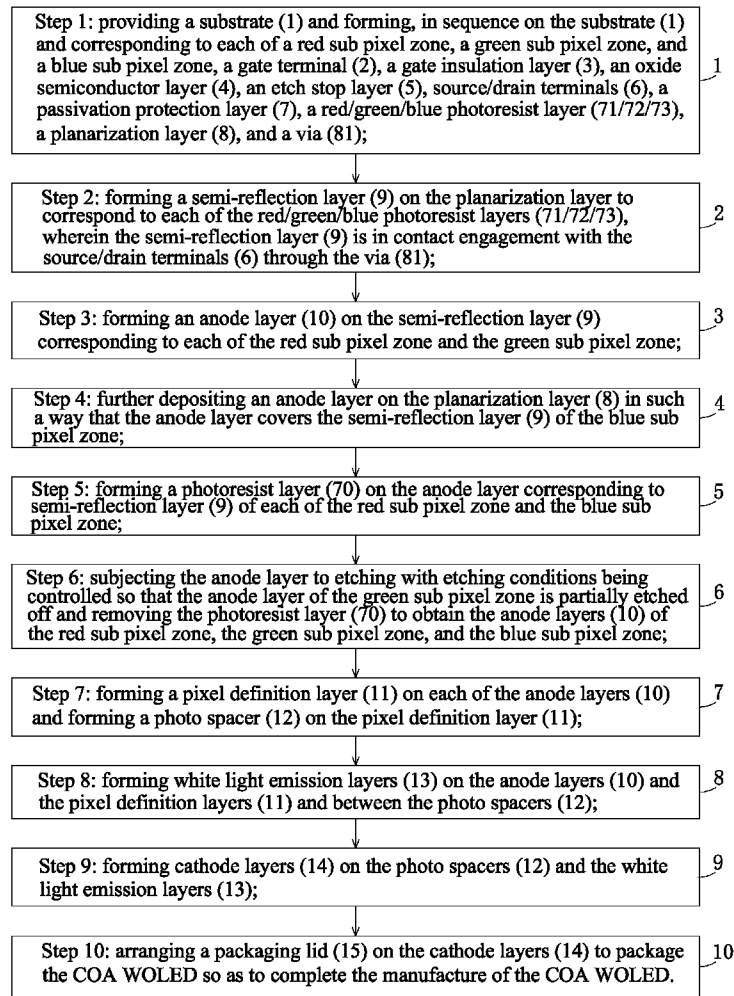 Step 1: providing a substrate (1) and forming, in sequence on the substrate (1)
and corresponding to each of a red sub pixel zone, a green sub pixel zone, and
a blue sub pixel zone, a gate terminal (2), a gate insulation layer (3), an oxide
semiconductor layer (4), an etch stop layer (5), source/drain terminals (6), a
passivation protection layer (7), a red/green/blue photoresist layer (71/72/73),
a planarization layer (8), and a via (81);
1
Step 2: forming a semi-reflection layer (9) on the planarization layer to
correspond to each of the red/green/blue photoresist layers (71/72/73),
wherein the semi-reflection layer (9) is in contact engagement with the
source/drain terminals (6) through the via (81);
2
Step 3: forming an anode layer (10) on the semi-reflection layer (9)
corresponding to each of the red sub pixel zone and the green sub pixel zone;
3
Step 4: further depositing an anode layer on the planarization layer (8) in such
a way that the anode layer covers the semi-reflection layer (9) of the blue sub
pixel zone;
4
Step 5: forming a photoresist layer (70) on the anode layer corresponding to
semi-reflection layer (9) of each of the red sub pixel zone and the blue sub
pixel zone;
5
Step 6: subjecting the anode layer to etching with etching conditions being
controlled so that the anode layer of the green sub pixel zone is partially etched
off and removing the photoresist layer (70) to obtain the anode layers (10) of
the red sub pixel zone, the green sub pixel zone, and the blue sub pixel zone;
6
Step 7: forming a pixel definition layer (11) on each of the anode layers (10)
and forming a photo spacer (12) on the pixel definition layer (11);
7
Step 8: forming white light emission layers (13) on the anode layers (10) and
the pixel definition layers (11) and between the photo spacers (12);
8
Step 9: forming cathode layers (14) on the photo spacers (12) and the white
light emission layers (13);
9
Step 10: arranging a packaging lid (15) on the cathode layers (14) to package
the COA WOLED so as to complete the manufacture of the COA WOLED.
10